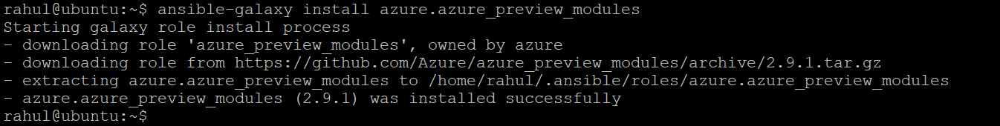 rahul@ubuntu:~$ ansible-galaxy install azure.azure_preview_modules
Starting galaxy role install process
- downloading role 'azure_preview_modules', owned by azure
- downloading role from https://github.com/Azure/azure_preview_modules/archive/2.9.1.tar.gz
- extracting azure.azure_preview_modules to /home/rahul/.ansible/roles/azure.azure_preview_modules
- azure.azure_preview_modules (2.9.1) was installed successfully
rahul@ubuntu:~$